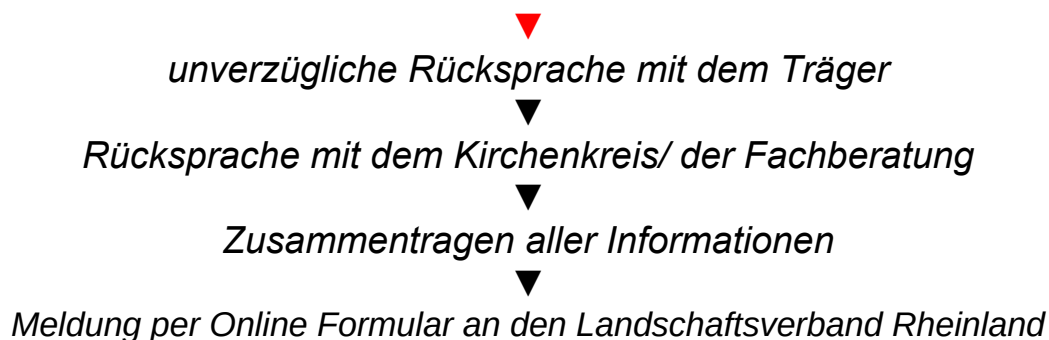 unverzügliche Rücksprache mit dem Träger
Rücksprache mit dem Kirchenkreis/ der Fachberatung
Zusammentragen aller Informationen
Meldung per Online Formular an den Landschaftsverband Rheinland